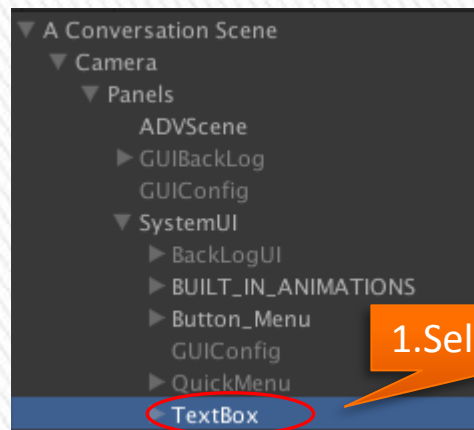 A Conversation Scene
Camera
Panels
ADVScene
GUIBackLog
GUIConfig
SystemUI
BackLogUI
BUILT_IN_ANIMATIONS
Button_Menu
GUIConfig
1.Sel
QuickMenu
TextBox